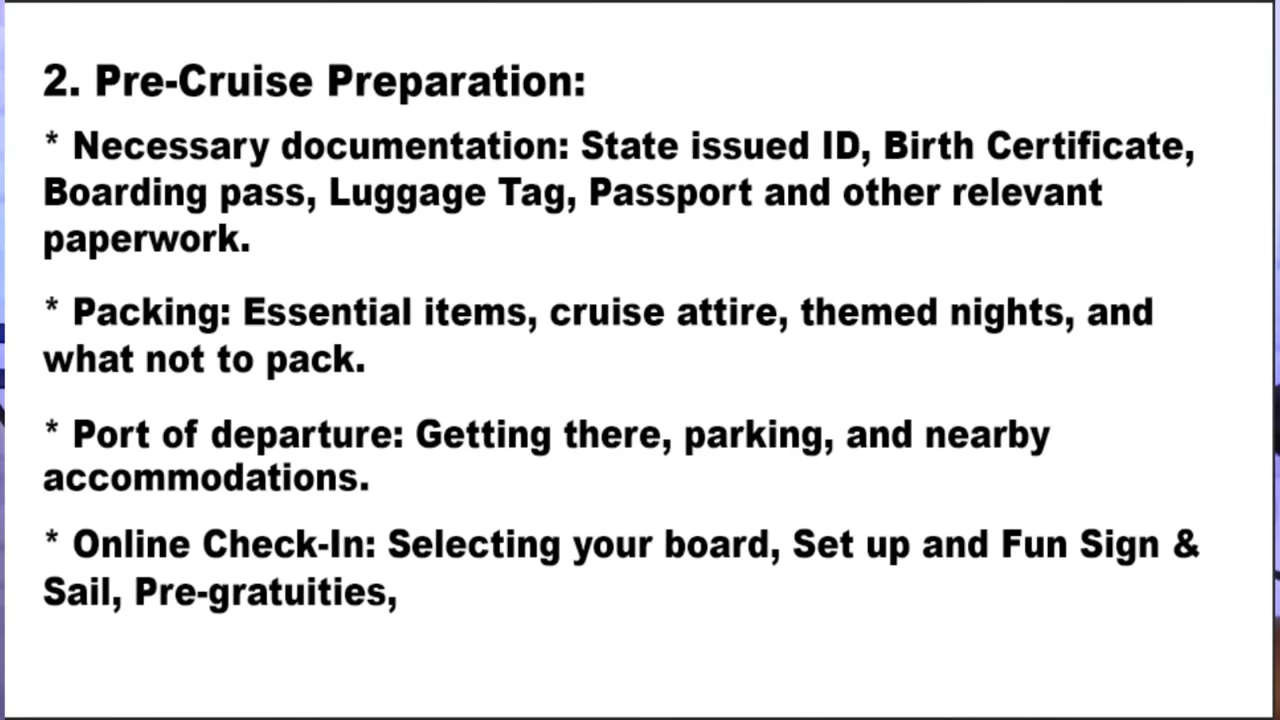 2. Pre-Cruise Preparation:
* Necessary documentation: State issued ID, Birth Certificate,
Boarding pass, Luggage Tag, Passport and other relevant
paperwork.
* Packing: Essential items, cruise attire, themed nights, and
what not to pack.
* Port of departure: Getting there, parking, and nearby
accommodations.
* Online Check-In: Selecting your board, Set up and Fun Sign &
Sail, Pre-gratuities,